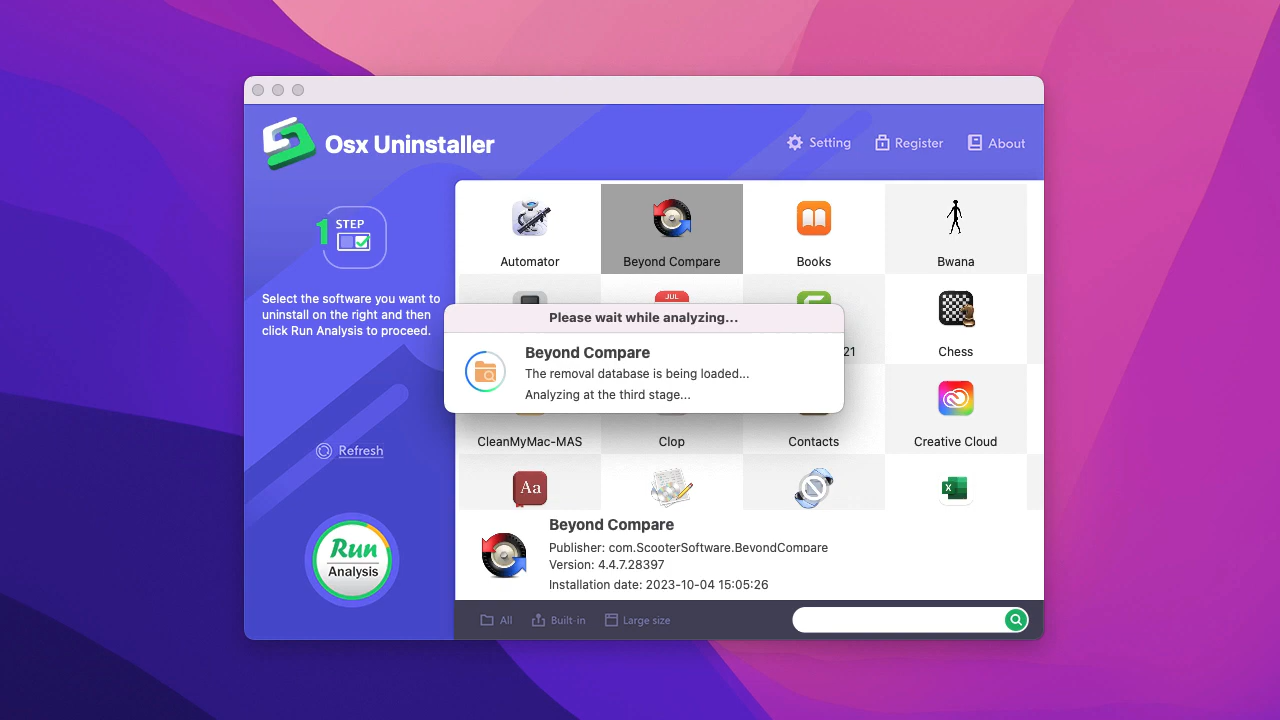 Osx Uninstaller
Setting
Register
About
1 STEP
Select the software you want to
uninstall on the right and then
click Run Analysis to proceed.
Refresh
Run
Analysis
Automator
Beyond Compare
Books
Bwana
JUL
21
Chess
Please wait while analyzing...
Beyond Compare
The removal database is being loaded...
Analyzing at the third stage...
CleanMyMac-MAS
Clop
Contacts
Creative Cloud
Aa
Beyond Compare
Publisher: com.ScooterSoftware.BeyondCompare
Version: 4.4.7.28397
Installation date: 2023-10-04 15:05:26
All
Built-in
Large size